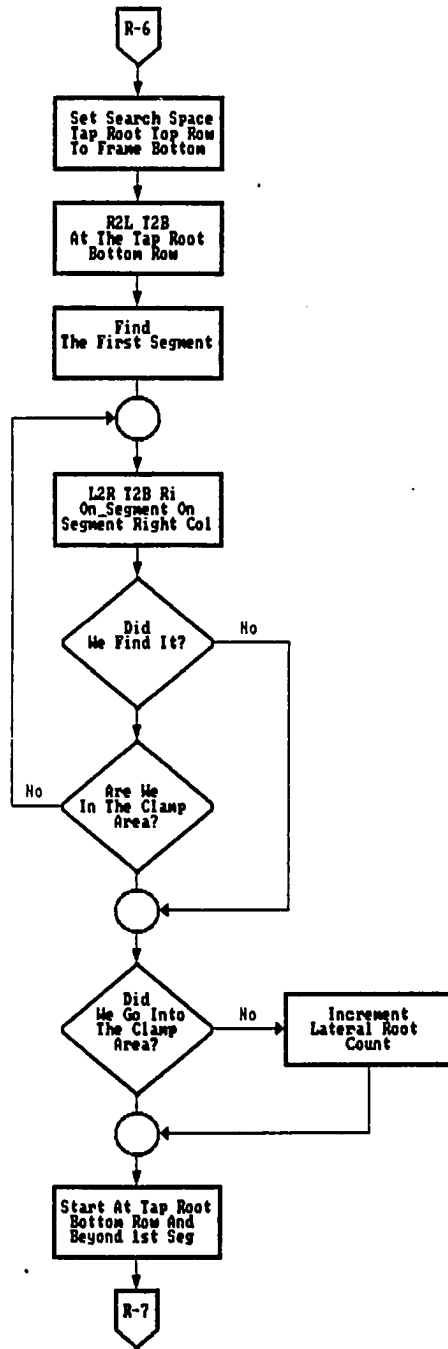 R-6
Set Search Space
Tap Root Top Row
To Frame Bottom
R2L T2B
At The Tap Root
Bottom Row
Find
The First Segment
L2R T2B Ri
On_Segment On
Segment Right Col
Did
We Find It?
No
Are We
In The Clamp
Area?
No
Did
We Go Into
The Clamp
Area?
No
Increment
Lateral Root
Count
Start At Tap Root
Bottom Row And
Beyond 1st Seg
R-7